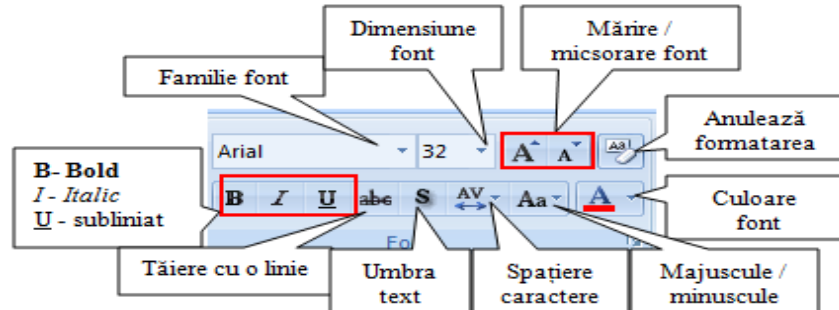 Dimensiune
font
Mărire /
micsorare font
Familie font
Anulează
formatarea
Arial
32
A A Aa
B- Bold
I - Italic
U - subliniat
B I U abc S AV Aa A
Culoare
font
Fo
Tăiere cu o linie
Umbra
text
Spațiere
caractere
Majuscule /
minuscule